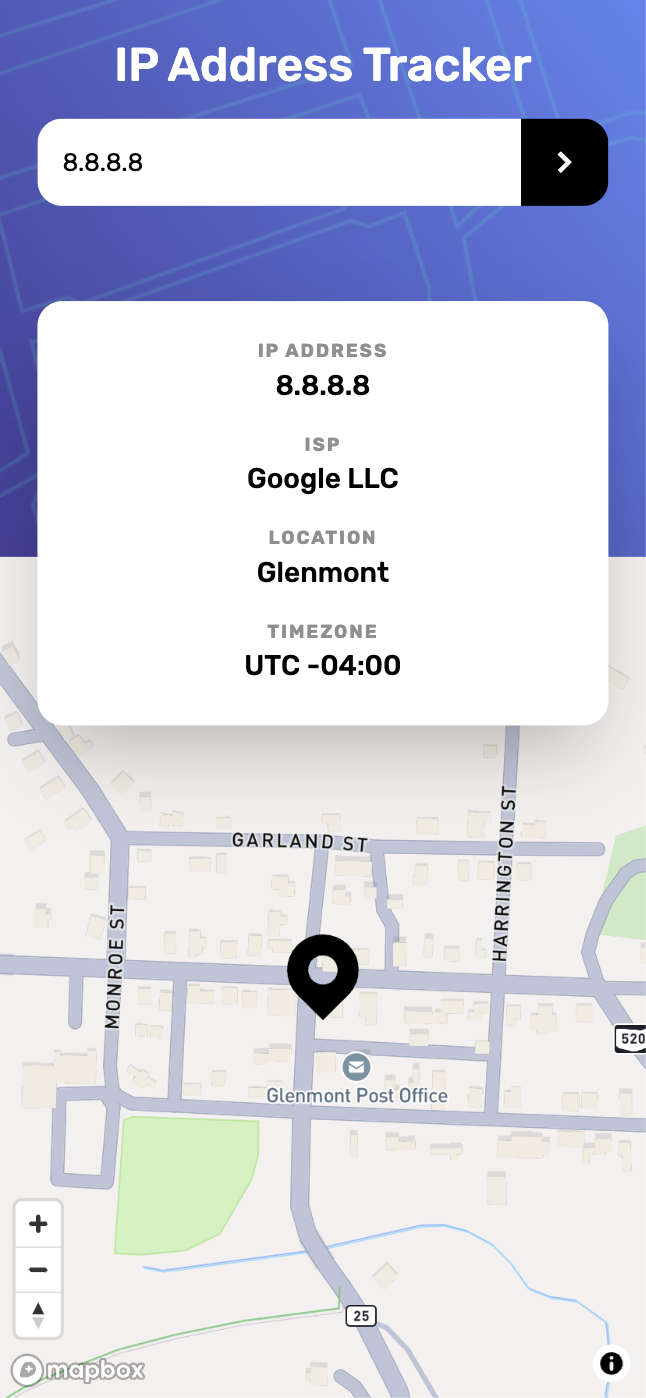 IP Address Tracker
8.8.8.8
IP ADDRESS
8.8.8.8
ISP
Google LLC
LOCATION
Glenmont
TIMEZONE
UTC -04:00
GARLAND ST
HARRINGTON ST
MONROE ST
520
Glenmont Post Office
25
mapbox